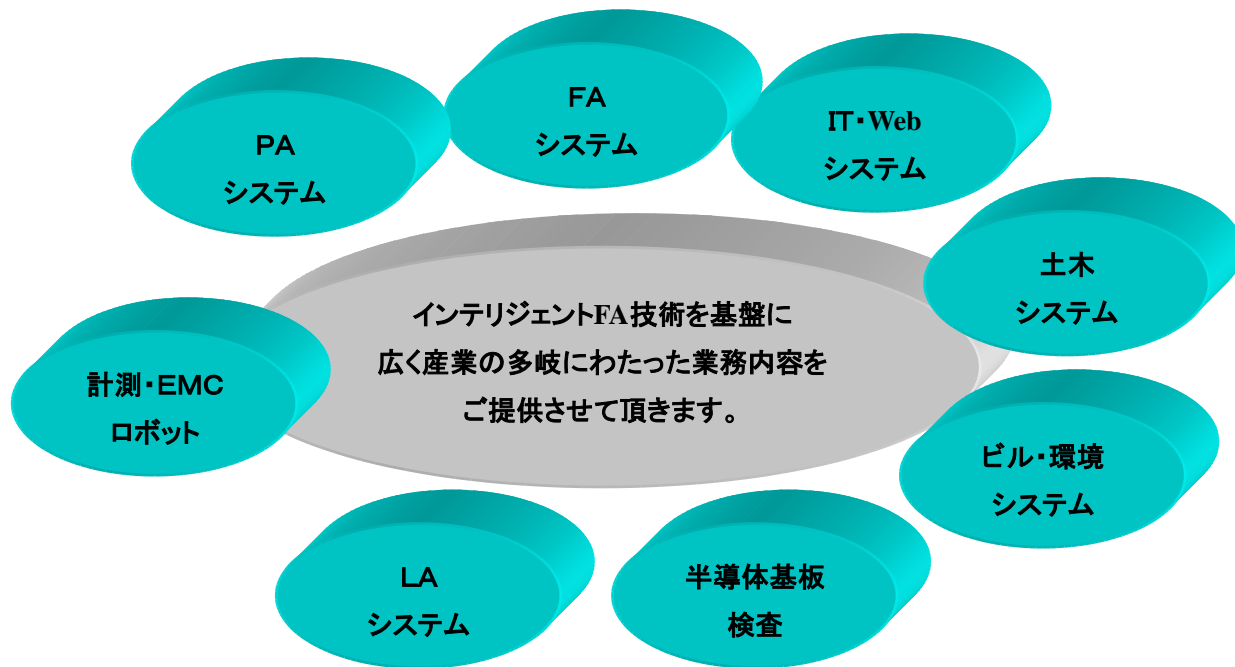 FA
システム
PA
システム
IT・Web
システム
土木
システム
インテリジェントFA技術を基盤に
広く産業の多岐にわたった業務内容を
ご提供させて頂きます。
計測・EMC
ロボット
ビル・環境
システム
LA
システム
半導体基板
検査